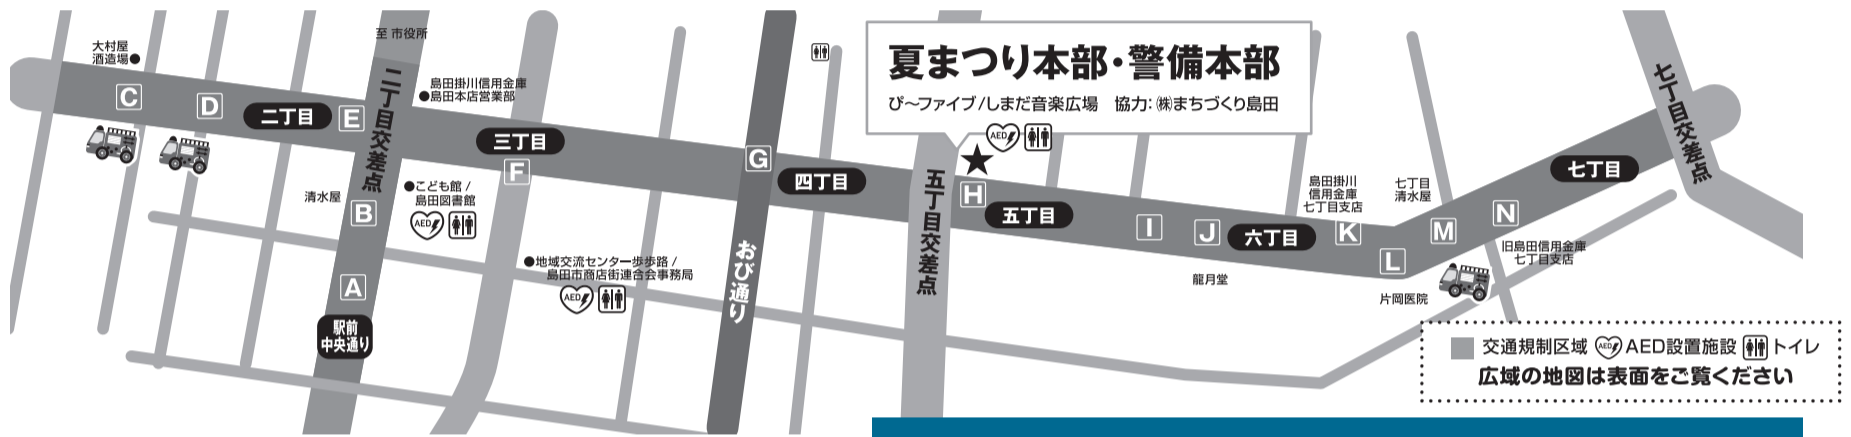 至 市役所
大村屋
酒造場●
C
D
二丁目
E
二丁目交差点
島田掛川信用金庫
●島田本店営業部
三丁目
F
清水屋
B
●こども館 /
島田図書館
AED
A
駅前
中央通り
●地域交流センター歩歩路 /
島田市商店街連合会事務局
AED
G
おび通り
四丁目
夏まつり本部・警備本部
ぴ〜ファイブ/しまだ音楽広場 協力:㈱まちづくり島田
AED
★
五丁目交差点
H
五丁目
I
J
六丁目
龍月堂
島田掛川
信用金庫
七丁目支店
K
L
片岡医院
七丁目
清水屋
M
N
旧島田信用金庫
七丁目支店
七丁目
七丁目交差点
交通規制区域 AED AED設置施設 トイレ
広域の地図は表面をご覧ください